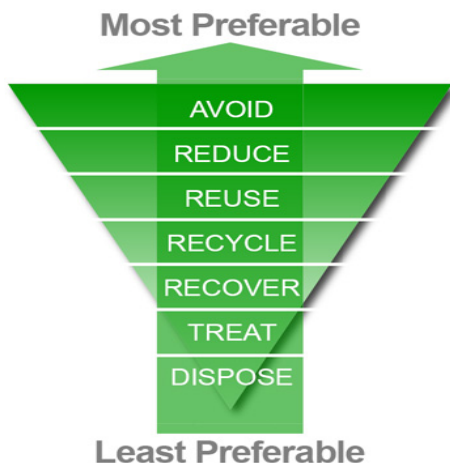 Most Preferable
AVOID
REDUCE
REUSE
RECYCLE
RECOVER
TREAT
DISPOSE
Least Preferable